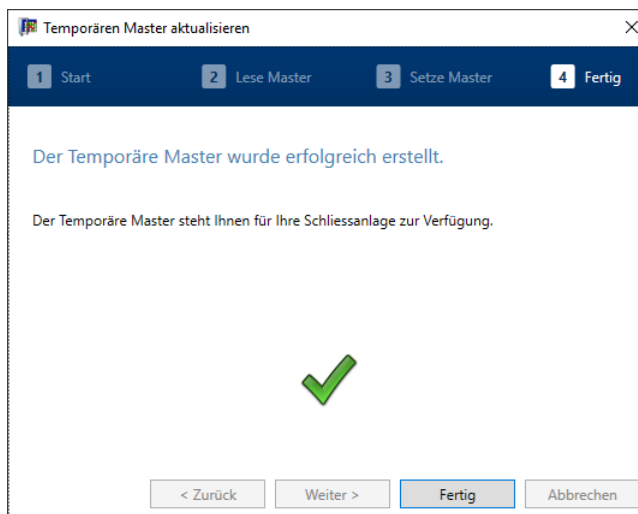 Temporären Master aktualisieren
1 Start 2 Lese Master 3 Setze Master 4 Fertig
Der Temporäre Master wurde erfolgreich erstellt.
Der Temporäre Master steht Ihnen für Ihre Schliessanlage zur Verfügung.
< Zurück Weiter > Fertig Abbrechen